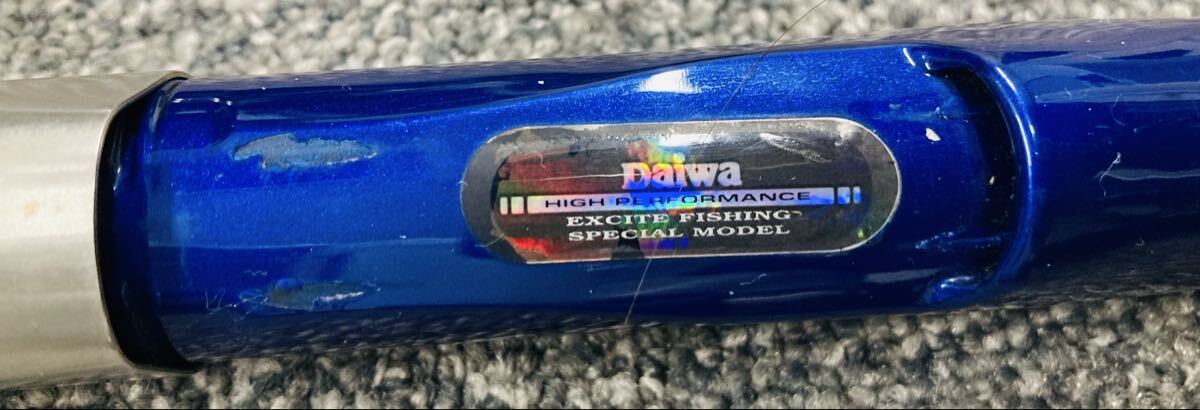 Daiwa
HIGH PERFORMANCE
EXCITE FISHING
SPECIAL MODEL